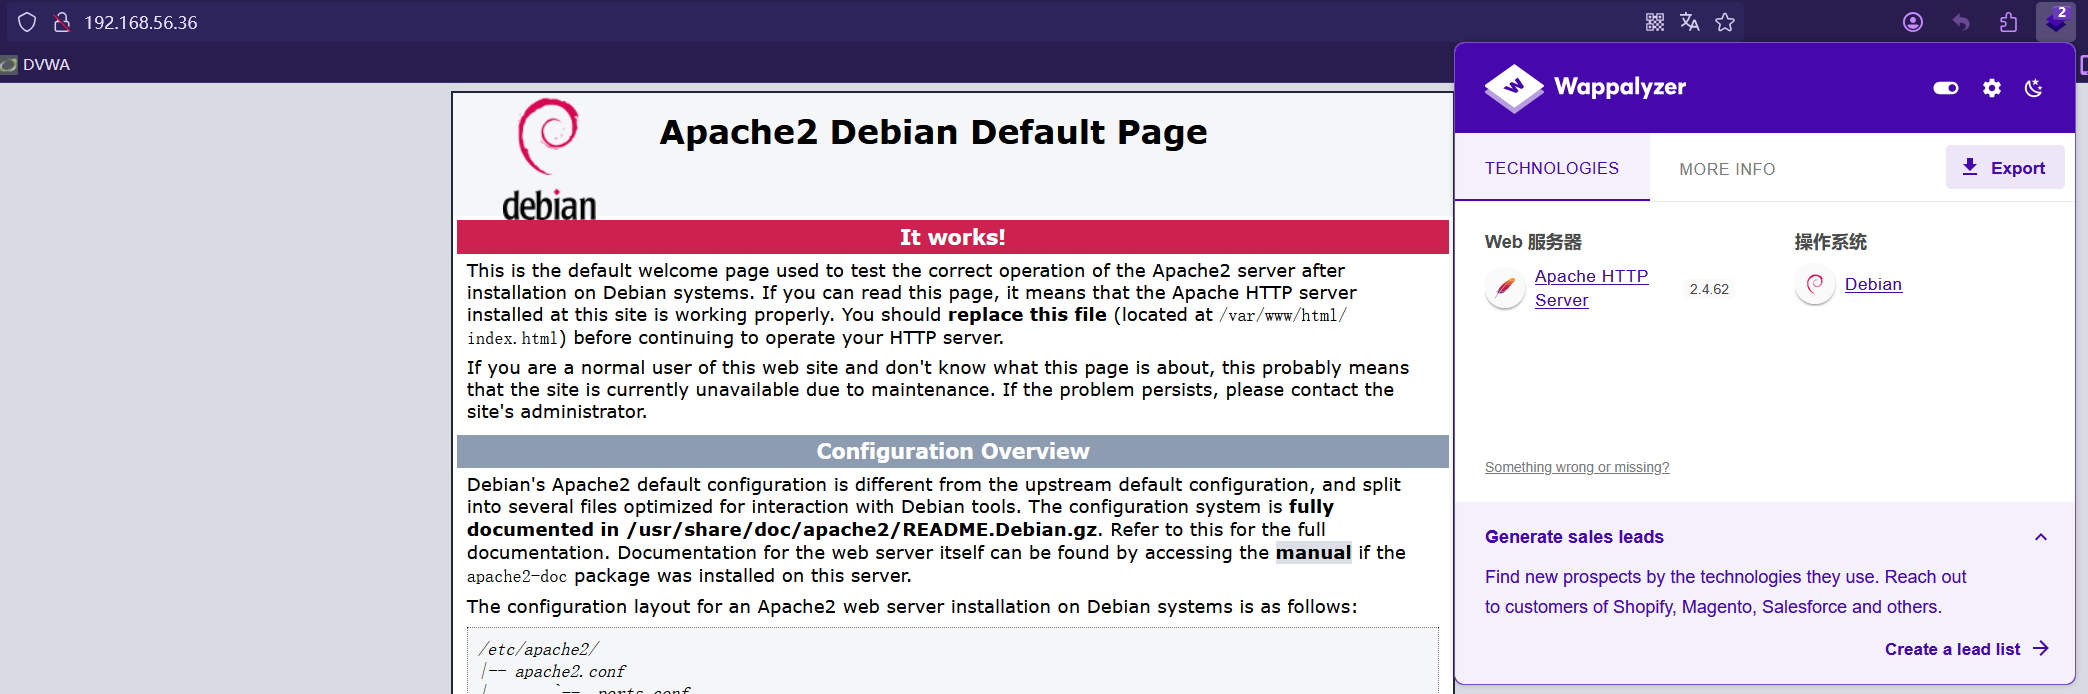 192.168.56.36
2
DVWA
debian
Apache2 Debian Default Page
It works!
This is the default welcome page used to test the correct operation of the Apache2 server after
installation on Debian systems. If you can read this page, it means that the Apache HTTP server
installed at this site is working properly. You should replace this file (located at /var/www/html/
index.html) before continuing to operate your HTTP server.
If you are a normal user of this web site and don't know what this page is about, this probably means
that the site is currently unavailable due to maintenance. If the problem persists, please contact the
site's administrator.
Configuration Overview
Debian's Apache2 default configuration is different from the upstream default configuration, and split
into several files optimized for interaction with Debian tools. The configuration system is fully
documented in /usr/share/doc/apache2/README.Debian.gz. Refer to this for the full
documentation. Documentation for the web server itself can be found by accessing the manual if the
apache2-doc package was installed on this server.
The configuration layout for an Apache2 web server installation on Debian systems is as follows:
/etc/apache2/
|-- apache2.conf
|       `--  ports.conf
Wappalyzer
TECHNOLOGIES
MORE INFO
Export
Web 服务器
Apache HTTP
Server
2.4.62
操作系统
Debian
Something wrong or missing?
Generate sales leads
Find new prospects by the technologies they use. Reach out
to customers of Shopify, Magento, Salesforce and others.
Create a lead list